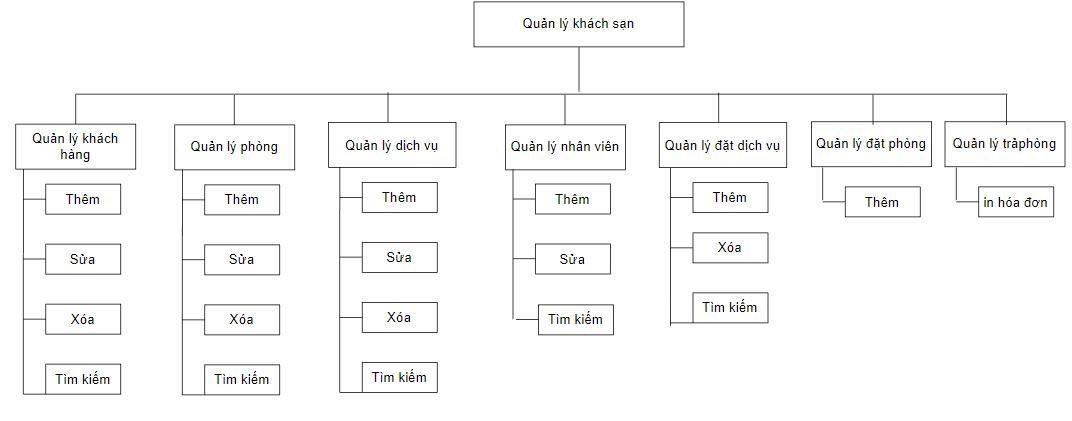 Quản lý khách sạn
Quản lý khách
hàng
Thêm
Sửa
Xóa
Tìm kiếm
Quản lý phòng
Thêm
Sửa
Xóa
Tìm kiếm
Quản lý dịch vụ
Thêm
Sửa
Xóa
Tìm kiếm
Quản lý nhân viên
Thêm
Sửa
Tìm kiếm
Quản lý đặt dịch vụ
Thêm
Xóa
Tìm kiếm
Quản lý đặt phòng
Thêm
Quản lý trảphòng
in hóa đơn